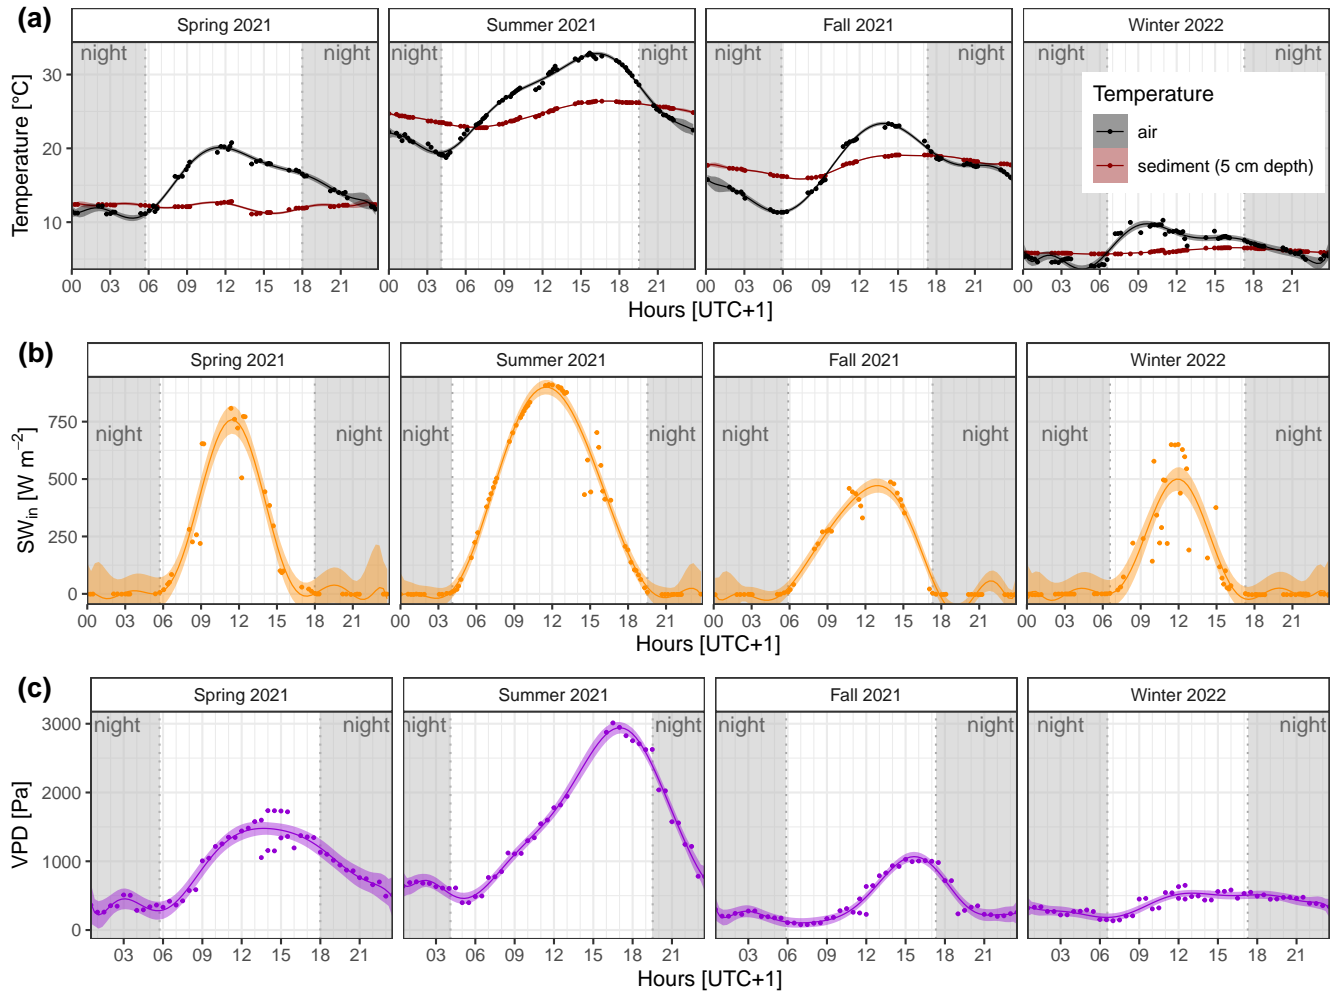 (a)
Spring 2021 Summer 2021 Fall 2021 Winter 2022
night night night night night night night night
Temperature
air
sediment (5 cm depth)
30
20
10
Temperature [°C]
00 03 06 09 12 15 18 21 00 03 06 09 12 15 18 21 00 03 06 09 12 15 18 21 00 03 06 09 12 15 18 21
Hours [UTC+1]
(b)
Spring 2021 Summer 2021 Fall 2021 Winter 2022
night night night night night night night night
750
500
250
0
SWin [W m−2]
00 03 06 09 12 15 18 21 00 03 06 09 12 15 18 21 00 03 06 09 12 15 18 21 00 03 06 09 12 15 18 21
Hours [UTC+1]
(c)
Spring 2021 Summer 2021 Fall 2021 Winter 2022
night night night night night night night night
3000
2000
1000
0
VPD [Pa]
03 06 09 12 15 18 21 03 06 09 12 15 18 21 03 06 09 12 15 18 21 03 06 09 12 15 18 21
Hours [UTC+1]